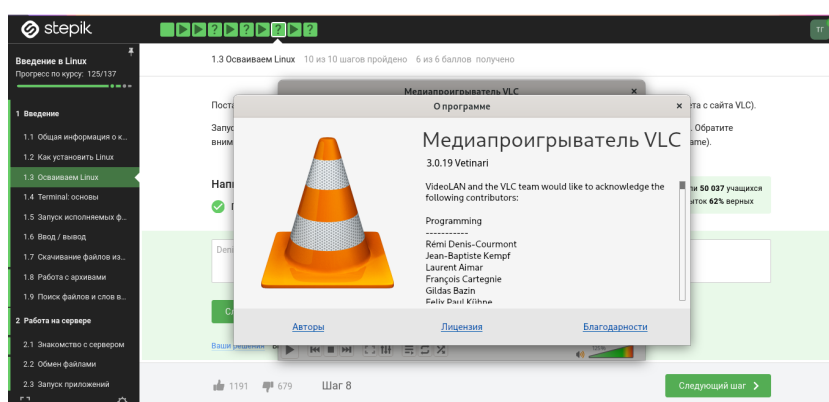 stepik
ТГ
Введение в Linux
Прогресс по курсу: 125/137
1 Введение
1.1 Общая информация о к...
1.2 Как установить Linux
1.3 Осваиваем Linux
1.4 Terminal: основы
1.5 Запуск исполняемых ф...
1.6 Ввод / вывод
1.7 Скачивание файлов из...
1.8 Работа с архивами
1.9 Поиск файлов и слов в...
2 Работа на сервере
2.1 Знакомство с сервером
2.2 Обмен файлами
2.3 Запуск приложений
1.3 Осваиваем Linux 10 из 10 шагов пройдено 6 из 6 баллов получено
Медиапроигрыватель VLC
с сайта VLC).
Обратите
50 037 учащихся
62% верных
О программе
Медиапроигрыватель VLC
3.0.19 Vetinari
VideoLAN and the VLC team would like to acknowledge the
following contributors:
Programming
-----------
Rémi Denis-Courmont
Jean-Baptiste Kempf
Laurent Aimar
François Cartegnie
Gildas Bazin
Felix Paul Kühne
Авторы
Лицензия
Благодарности
Ваши решения
125%
1191
679
Шаг 8
Следующий шаг